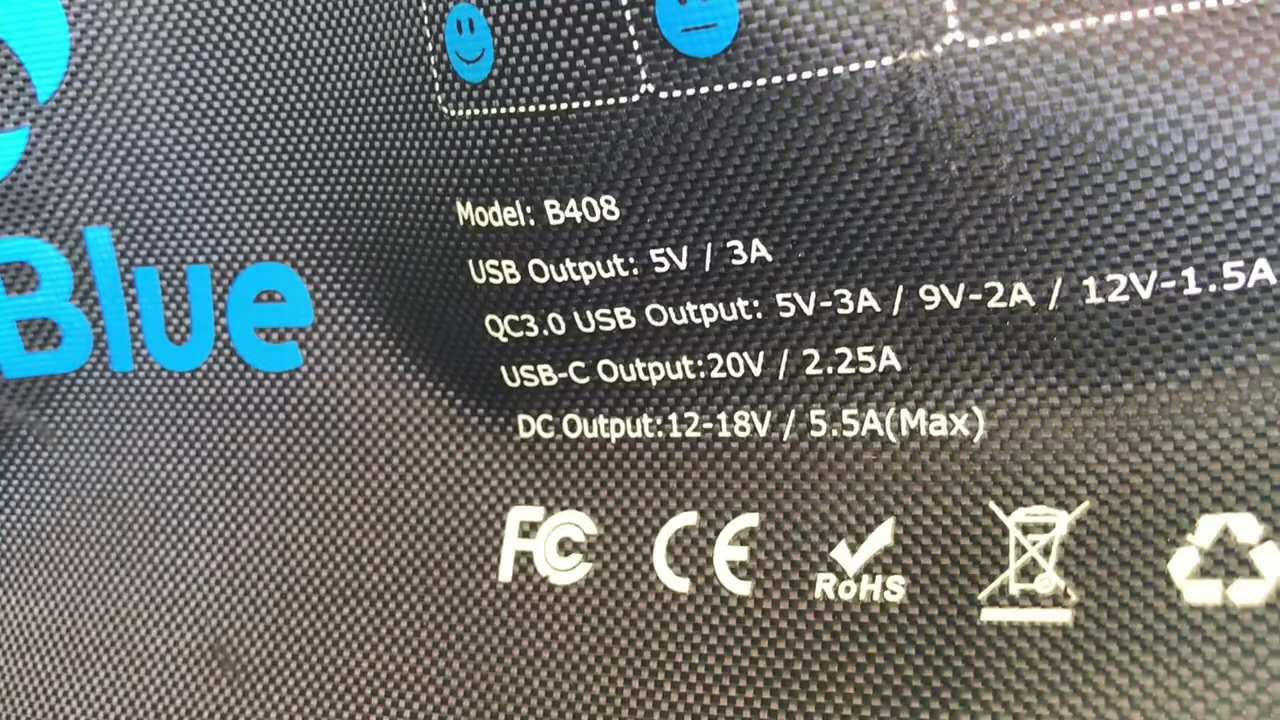 Blue
Model: B408
USB Output: 5V / 3A
QC3.0 USB Output: 5V-3A / 9V-2A / 12V-1.5A
USB-C Output:20V / 2.25A
DC Output:12-18V / 5.5A(Max)
FC CE RoHS